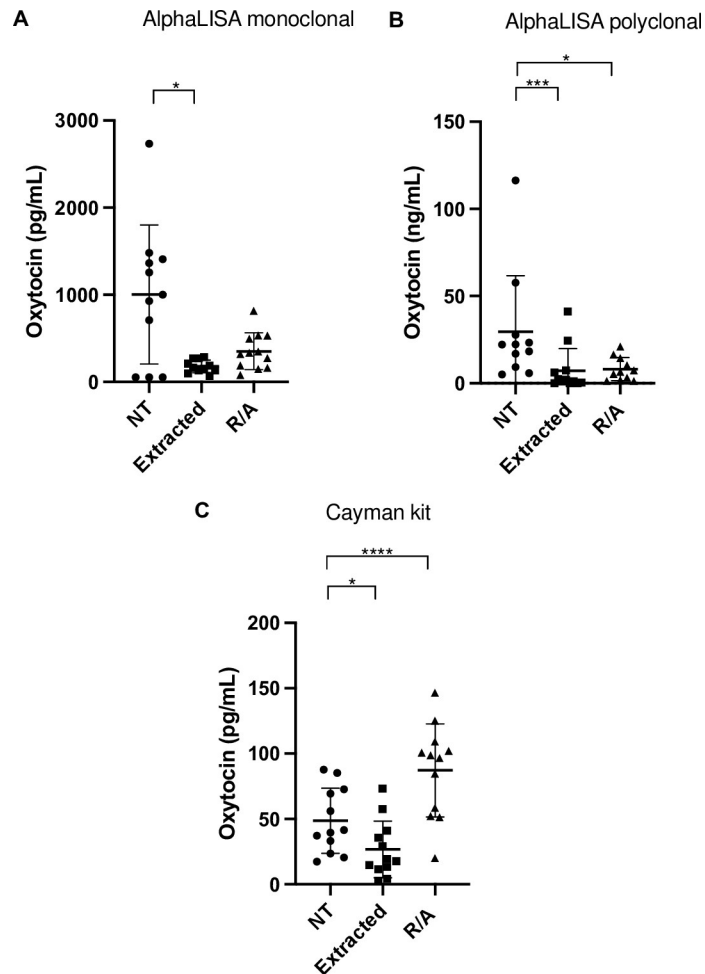 A
AlphaLISA monoclonal
*
Oxytocin (pg/mL)
3000
2000
1000
0
NT
Extracted
R/A
B
AlphaLISA polyclonal
*
***
Oxytocin (ng/mL)
150
100
50
0
NT
Extracted
R/A
C
Cayman kit
****
*
Oxytocin (pg/mL)
200
150
100
50
0
NT
Extracted
R/A